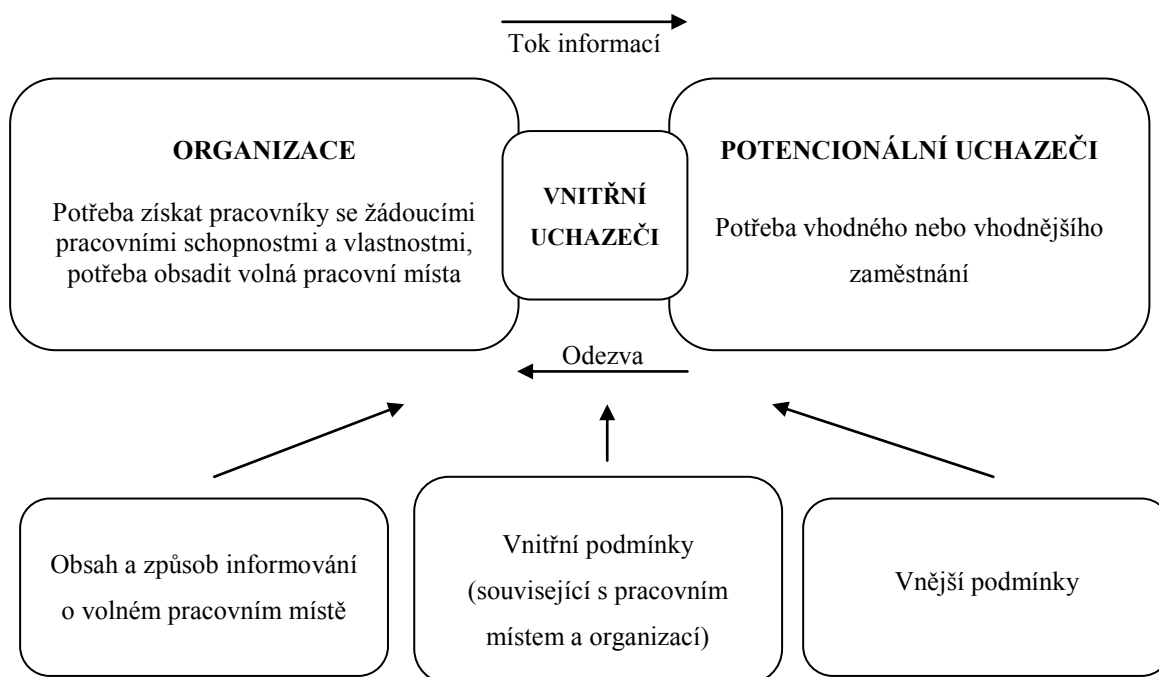 Tok informací
ORGANIZACE
Potřeba získat pracovníky se žádoucími
pracovními schopnostmi a vlastnostmi,
potřeba obsadit volná pracovní místa
VNITŘNÍ
UCHAZEČI
POTENCIONÁLNÍ UCHAZEČI
Potřeba vhodného nebo vhodnějšího
zaměstnání
Odezva
Obsah a způsob informování
o volném pracovním místě
Vnitřní podmínky
(související s pracovním
místem a organizací)
Vnější podmínky